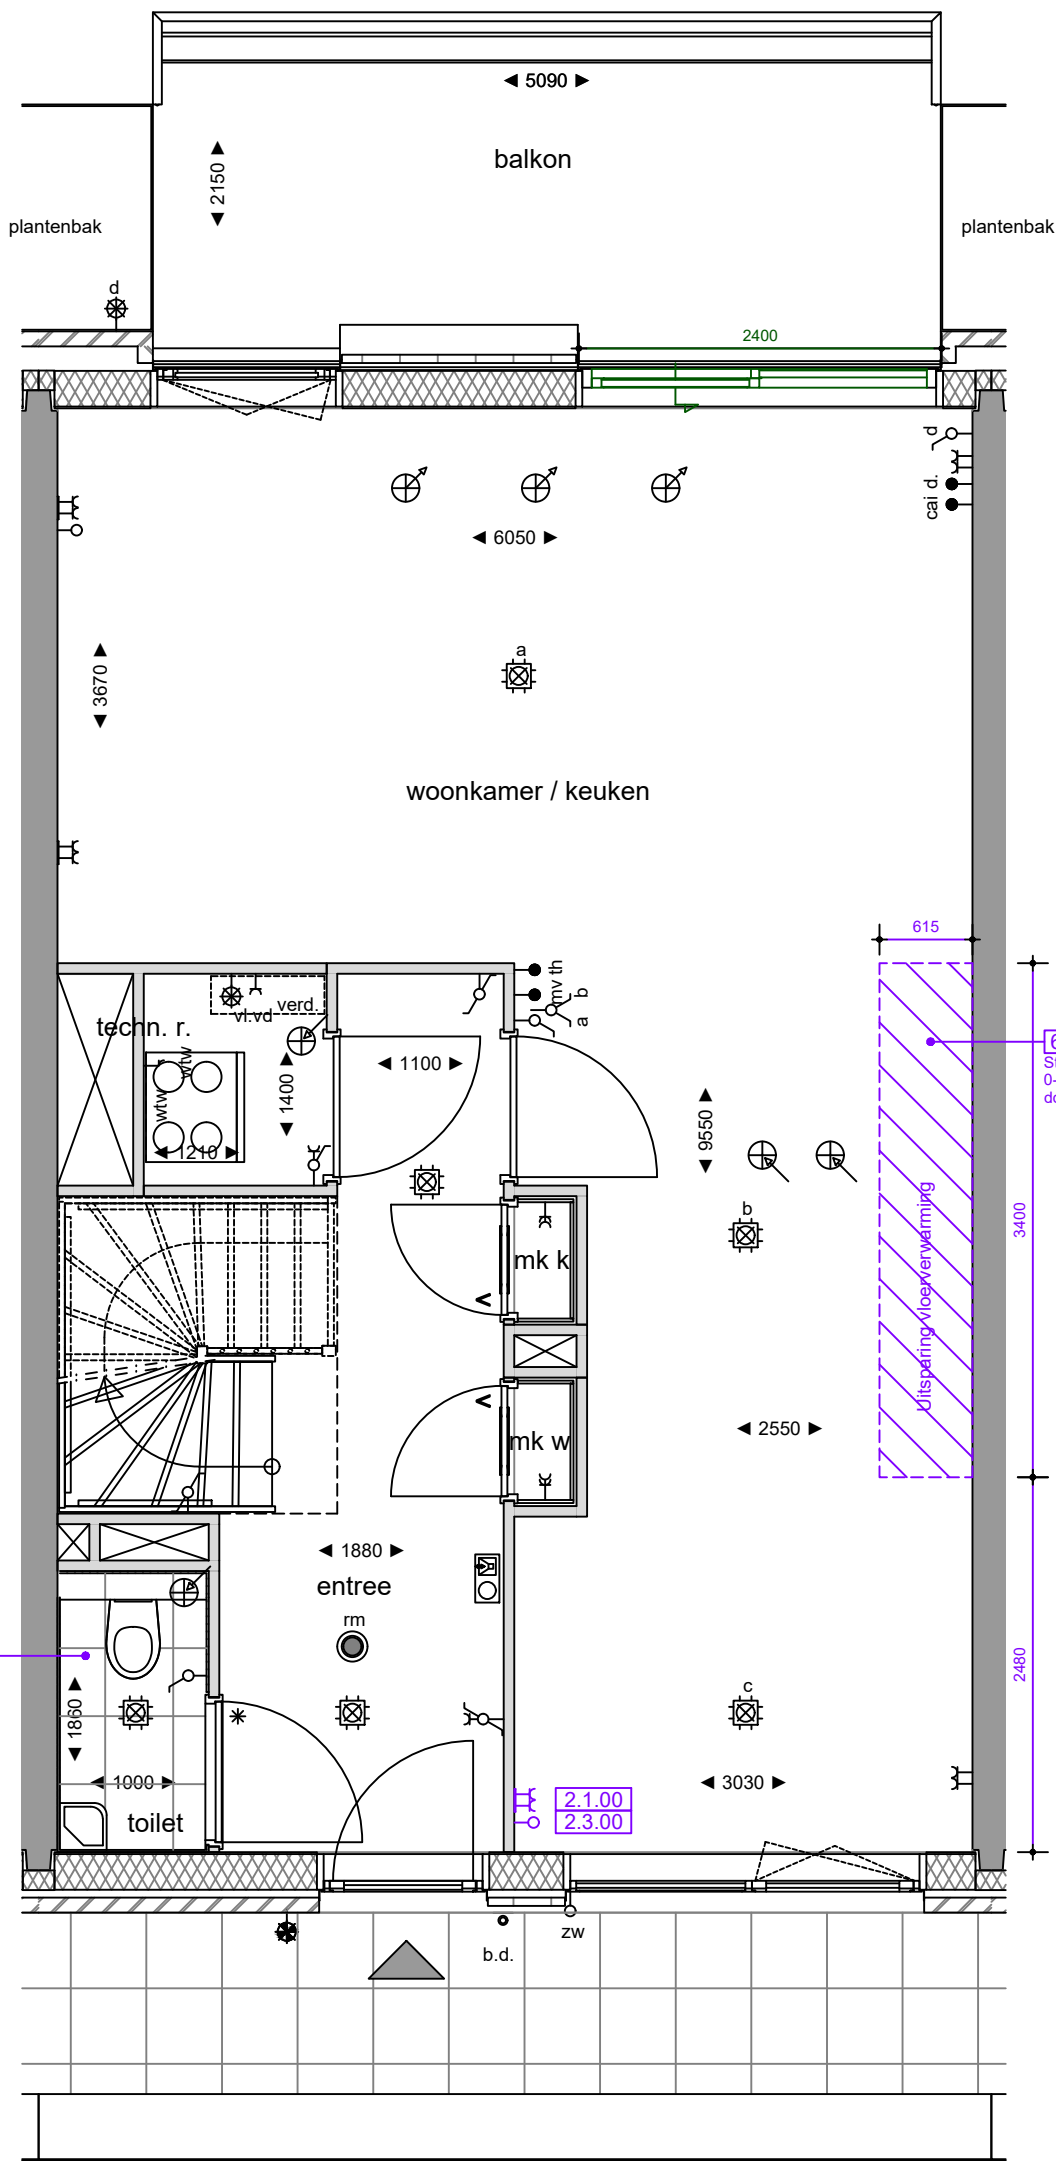 5090
balkon
2150
plantenbak
plantenbak
d
2400
d
cai d.
6050
a
3670
woonkamer / keuken
615
mv th
b
a
techn. r.
vl.vd
verd.
wtw
wtw
1100
1400
1210
9550
b
3400
mk k
Uitsparing vloerverwarming
2550
mk w
1880
entree
rm
2480
c
1860
1000
toilet
3030
2.1.00
2.3.00
zw
b.d.